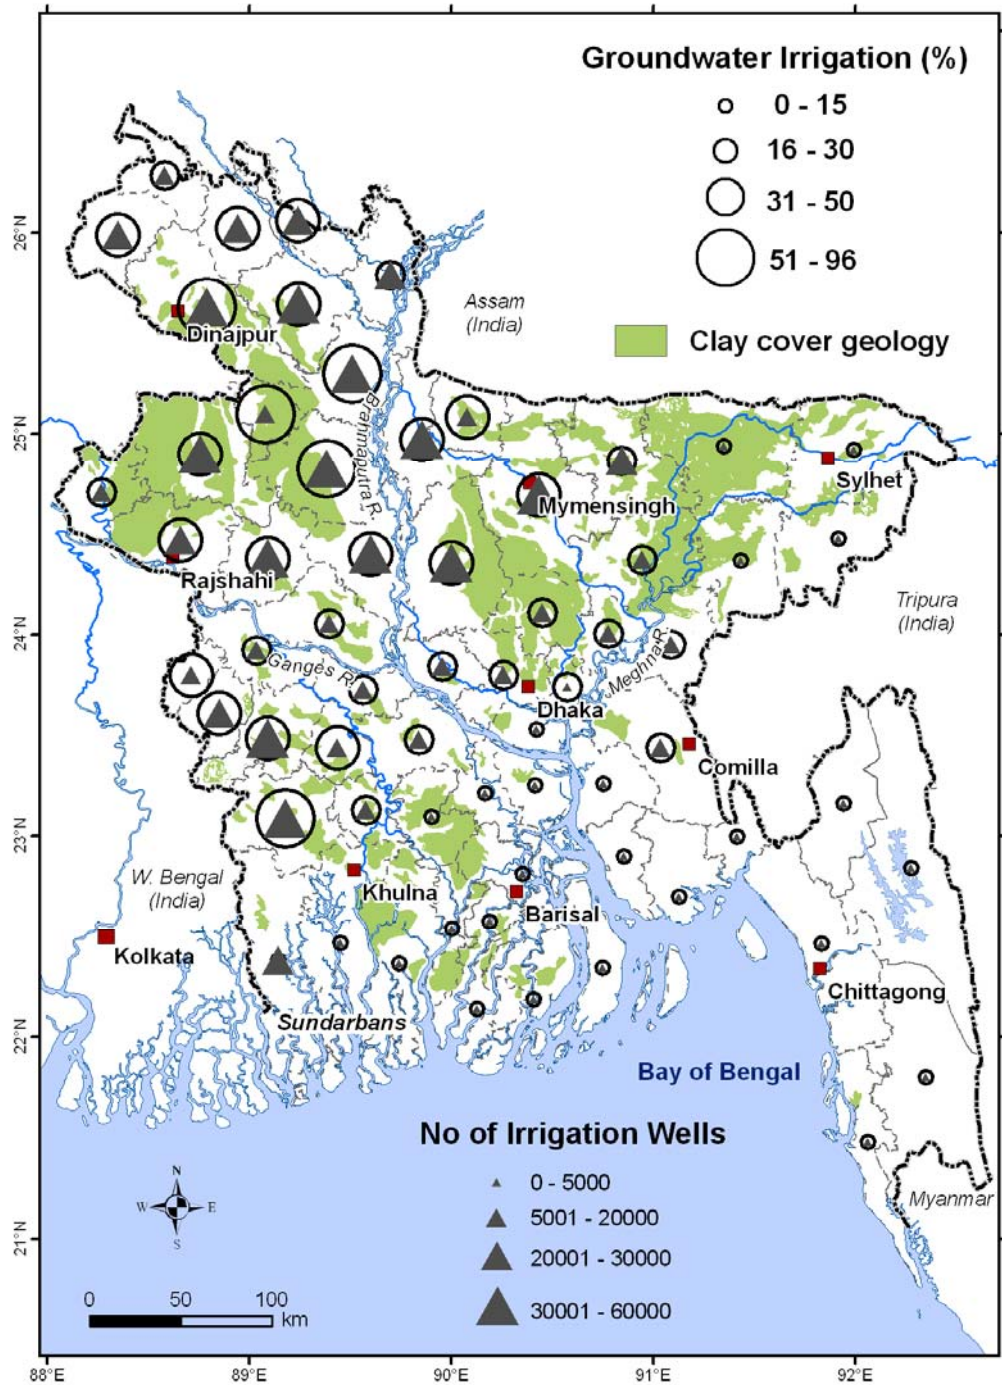 Groundwater Irrigation (%)
0 - 15
16 - 30
31 - 50
51 - 96
Clay cover geology
Assam
(India)
Dinajpur
Brahmaputra R.
Sylhet
Mymensingh
Rajshahi
Tripura
(India)
Ganges R.
Meghna R.
Dhaka
Comilla
W. Bengal
(India)
Khulna
Barisal
Kolkata
Chittagong
Sundarbans
Bay of Bengal
No of Irrigation Wells
0 - 5000
5001 - 20000
20001 - 30000
30001 - 60000
Myanmar
N
W
E
S
0
50
100
km
26°N
25°N
24°N
23°N
22°N
21°N
88°E
89°E
90°E
91°E
92°E